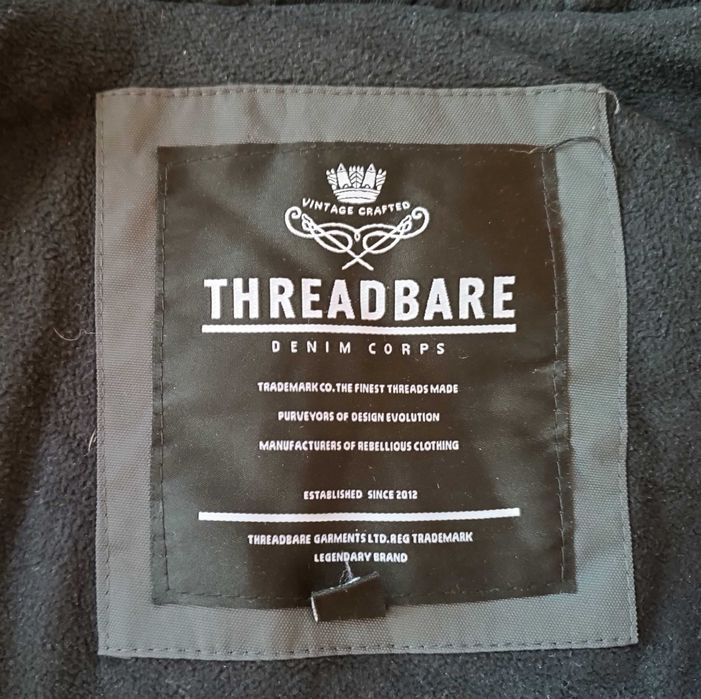 VINTAGE CRAFTED
THREADBARE
DENIM CORPS
TRADEMARK CO. THE FINEST THREADS MADE
PURVEYORS OF DESIGN EVOLUTION
MANUFACTURERS OF REBELLIOUS CLOTHING
ESTABLISHED SINCE 2012
THREADBARE GARMENTS LTD. REG TRADEMARK
LEGENDARY BRAND